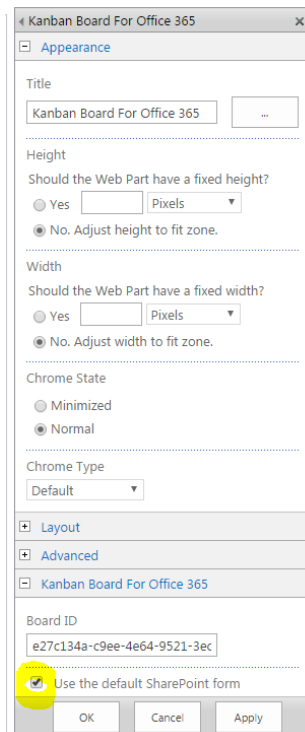 Kanban Board For Office 365
Appearance
Title
Kanban Board For Office 365 ...
Height
Should the Web Part have a fixed height?
Yes Pixels
No. Adjust height to fit zone.
Width
Should the Web Part have a fixed width?
Yes Pixels
No. Adjust width to fit zone.
Chrome State
Minimized
Normal
Chrome Type
Default
Layout
Advanced
Kanban Board For Office 365
Board ID
e27c134a-c9ee-4e64-9521-3ec
Use the default SharePoint form
OK Cancel Apply